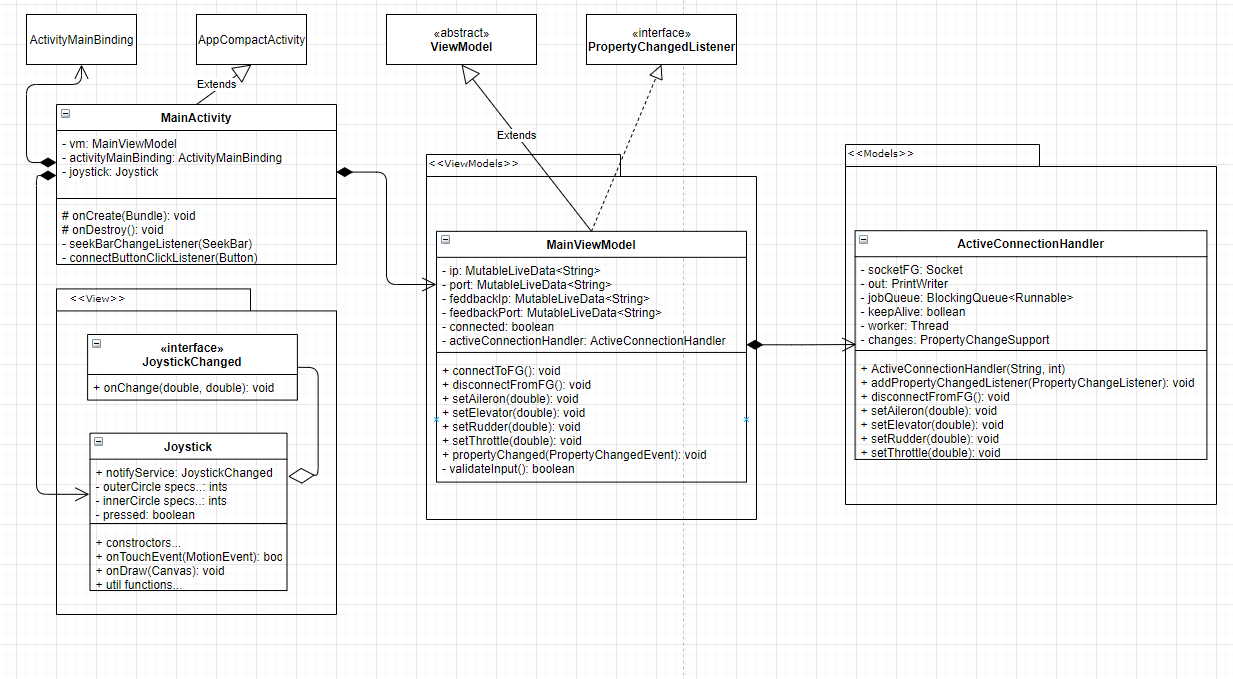 ActivityMainBinding
AppCompactActivity
«abstract»
ViewModel
«interface»
PropertyChangedListener
Extends
Extends
MainActivity
- vm: MainViewModel
- activityMainBinding: ActivityMainBinding
- joystick: Joystick
# onCreate(Bundle): void
# onDestroy(): void
- seekBarChangeListener(SeekBar)
- connectButtonClickListener(Button)
<<View>>
«interface»
JoystickChanged
+ onChange(double, double): void
Joystick
+ notifyService: JoystickChanged
- outerCircle specs..: ints
- innerCircle specs..: ints
- pressed: boolean
+ constroctors...
+ onTouchEvent(MotionEvent): boo
+ onDraw(Canvas): void
+ util functions...
<<ViewModels>>
MainViewModel
- ip: MutableLiveData<String>
- port: MutableLiveData<String>
- feddbackIp: MutableLiveData<String>
- feedbackPort: MutableLiveData<String>
- connected: boolean
- activeConnectionHandler: ActiveConnectionHandler
+ connectToFG(): void
+ disconnectFromFG(): void
+ setAileron(double): void
+ setElevator(double): void
+ setRudder(double): void
+ setThrottle(double): void
+ propertyChanged(PropertyChangedEvent): void
- validateInput(): boolean
<<Models>>
ActiveConnectionHandler
- socketFG: Socket
- out: PrintWriter
- jobQueue: BlockingQueue<Runnable>
- keepAlive: bollean
- worker: Thread
- changes: PropertyChangeSupport
+ ActiveConnectionHandler(String, int)
+ addPropertyChangedListener(PropertyChangeListener): void
+ disconnectFromFG(): void
+ setAileron(double): void
+ setElevator(double): void
+ setRudder(double): void
+ setThrottle(double): void